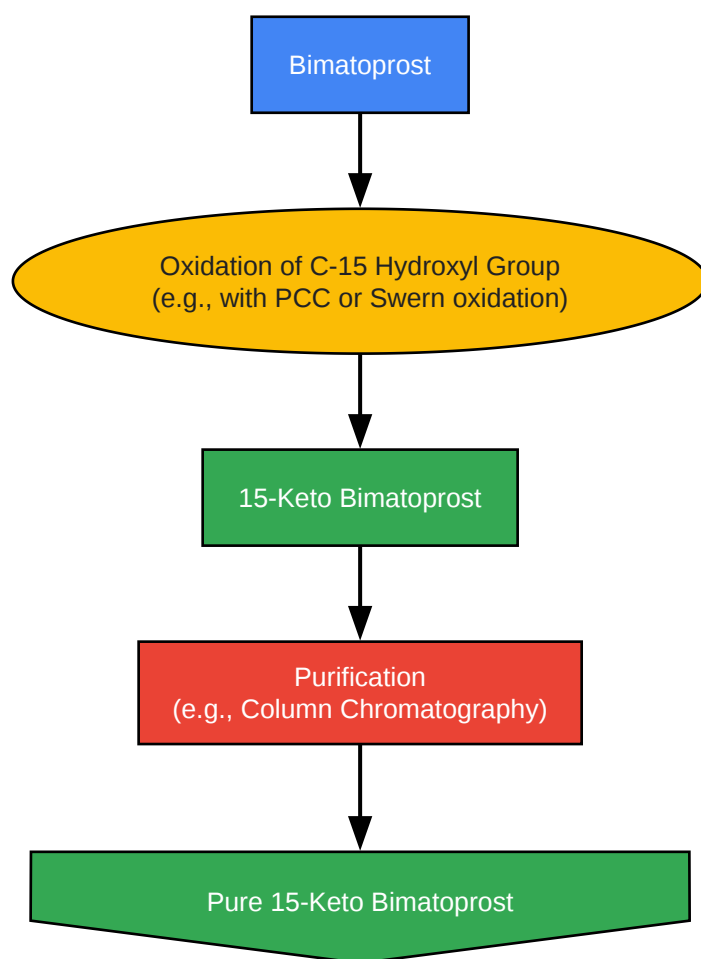 Bimatoprost
Oxidation of C-15 Hydroxyl Group
(e.g., with PCC or Swern oxidation)
15-Keto Bimatoprost
Purification
(e.g., Column Chromatography)
Pure 15-Keto Bimatoprost